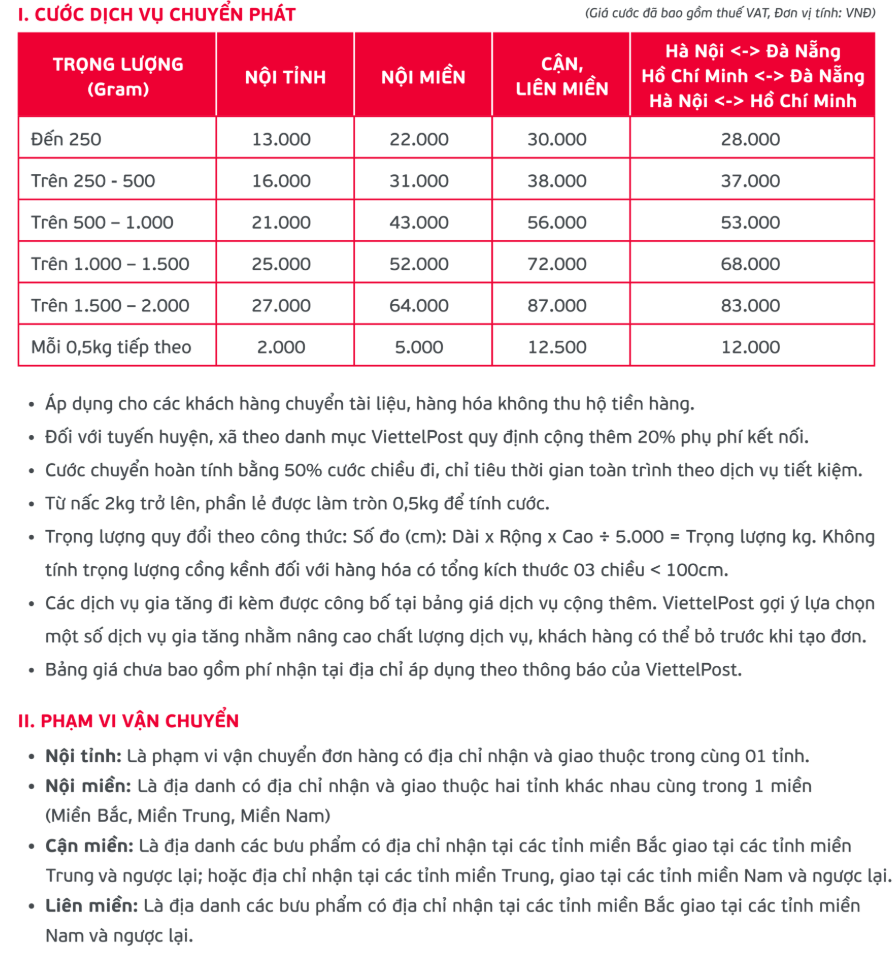 I. CƯỚC DỊCH VỤ CHUYỂN PHÁT
(Giá cước đã bao gồm thuế VAT, Đơn vị tính: VNĐ)
TRỌNG LƯỢNG (Gram) NỘI TỈNH NỘI MIỀN CẬN, LIÊN MIỀN Hà Nội <-> Đà Nẵng Hồ Chí Minh <-> Đà Nẵng Hà Nội <-> Hồ Chí Minh
Đến 250 13.000 22.000 30.000 28.000
Trên 250 - 500 16.000 31.000 38.000 37.000
Trên 500 – 1.000 21.000 43.000 56.000 53.000
Trên 1.000 – 1.500 25.000 52.000 72.000 68.000
Trên 1.500 – 2.000 27.000 64.000 87.000 83.000
Mỗi 0,5kg tiếp theo 2.000 5.000 12.500 12.000
• Áp dụng cho các khách hàng chuyển tài liệu, hàng hóa không thu hộ tiền hàng.
• Đối với tuyến huyện, xã theo danh mục ViettelPost quy định cộng thêm 20% phụ phí kết nối.
• Cước chuyển hoàn tính bằng 50% cước chiều đi, chỉ tiêu thời gian toàn trình theo dịch vụ tiết kiệm.
• Từ nấc 2kg trở lên, phần lẻ được làm tròn 0,5kg để tính cước.
• Trọng lượng quy đổi theo công thức: Số đo (cm): Dài x Rộng x Cao ÷ 5.000 = Trọng lượng kg. Không
tính trọng lượng cồng kềnh đối với hàng hóa có tổng kích thước 03 chiều < 100cm.
• Các dịch vụ gia tăng đi kèm được công bố tại bảng giá dịch vụ cộng thêm. ViettelPost gợi ý lựa chọn
một số dịch vụ gia tăng nhằm nâng cao chất lượng dịch vụ, khách hàng có thể bỏ trước khi tạo đơn.
• Bảng giá chưa bao gồm phí nhận tại địa chỉ áp dụng theo thông báo của ViettelPost.
II. PHẠM VI VẬN CHUYỂN
• Nội tỉnh: Là phạm vi vận chuyển đơn hàng có địa chỉ nhận và giao thuộc trong cùng 01 tỉnh.
• Nội miền: Là địa danh có địa chỉ nhận và giao thuộc hai tỉnh khác nhau cùng trong 1 miền
(Miền Bắc, Miền Trung, Miền Nam)
• Cận miền: Là địa danh các bưu phẩm có địa chỉ nhận tại các tỉnh miền Bắc giao tại các tỉnh miền
Trung và ngược lại; hoặc địa chỉ nhận tại các tỉnh miền Trung, giao tại các tỉnh miền Nam và ngược lại.
• Liên miền: Là địa danh các bưu phẩm có địa chỉ nhận tại các tỉnh miền Bắc giao tại các tỉnh miền
Nam và ngược lại.